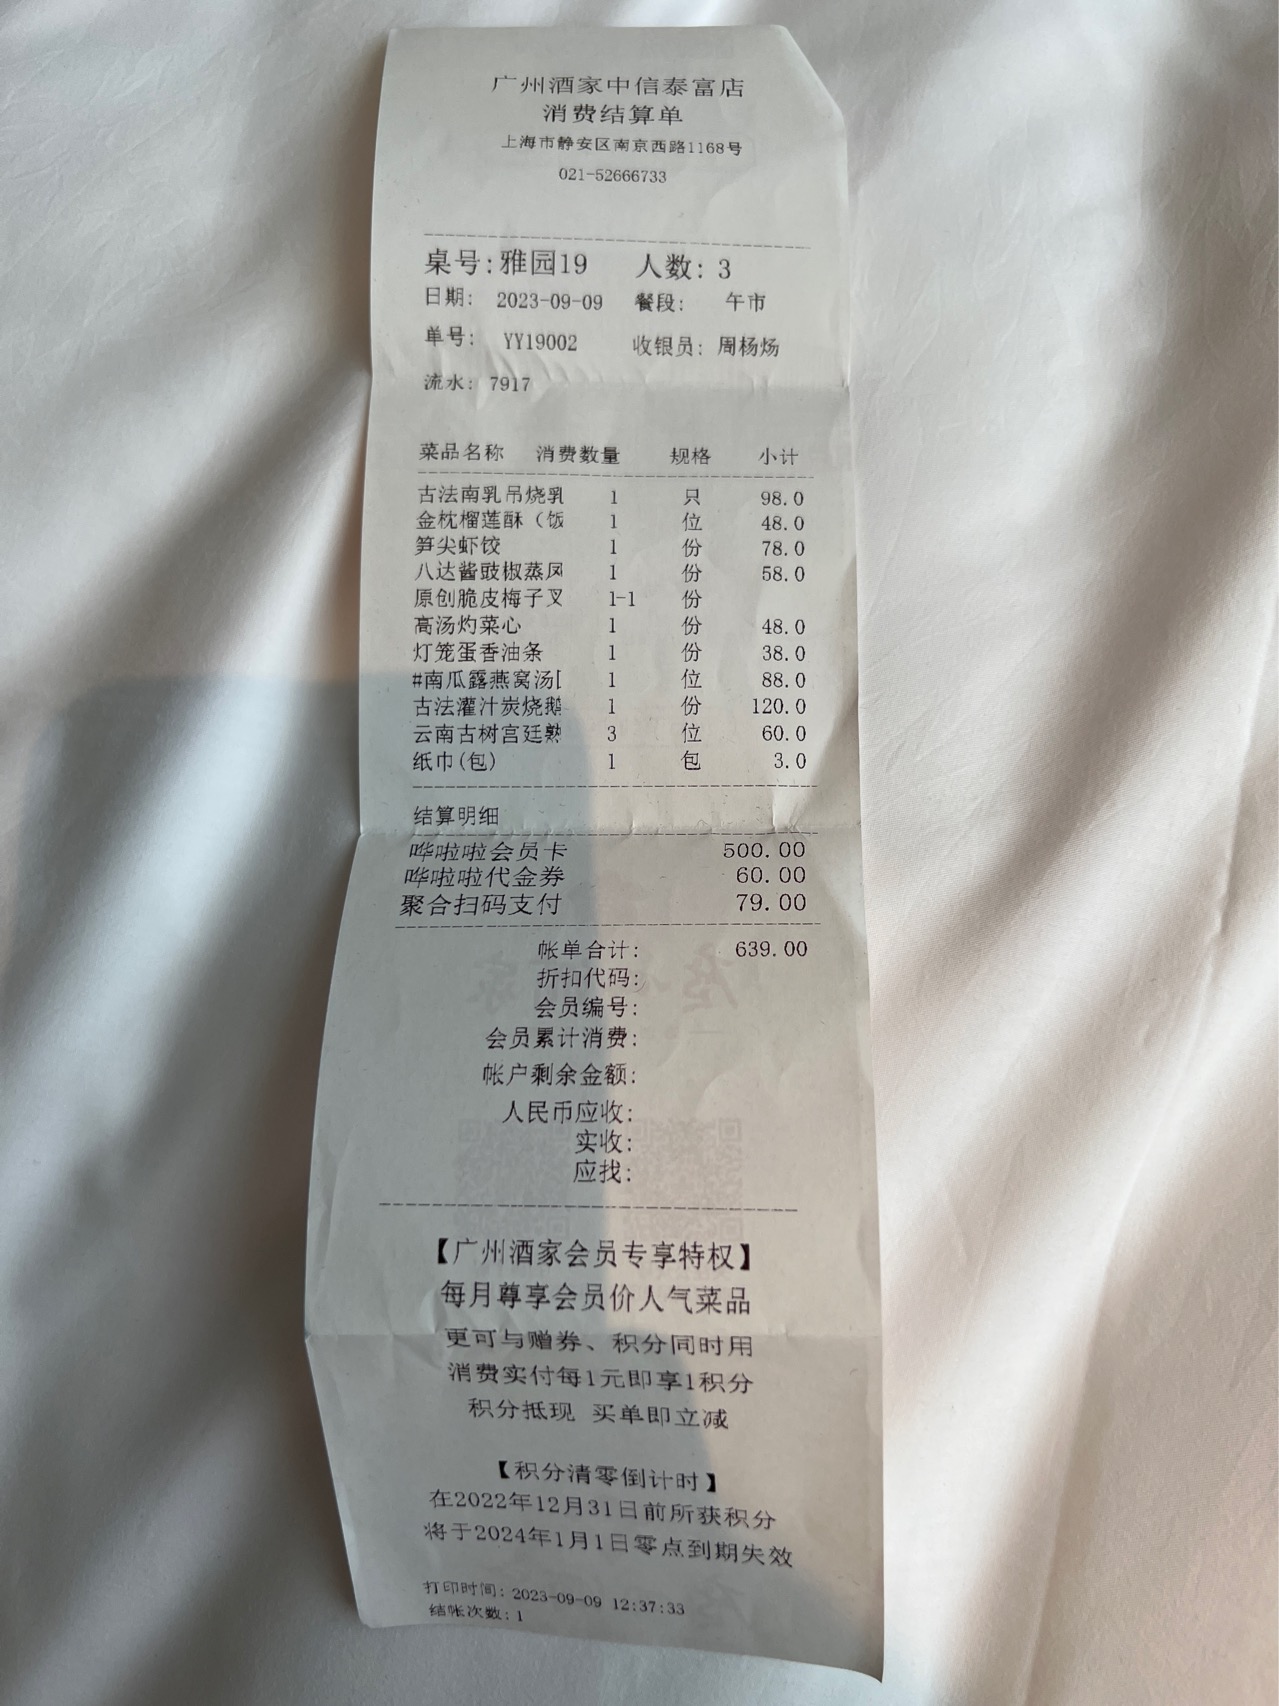 广州酒家中信泰富店
消费结算单
上海市静安区南京西路1168号
021-52666733
桌号:雅园19 人数: 3
日期: 2023-09-09 餐段: 午市
单号: YY19002 收银员: 周杨炀
流水: 7917
菜品名称 消费数量 规格 小计
古法南乳吊烧乳 1 只 98.0
金枕榴莲酥（饭 1 位 48.0
笋尖虾饺 1 份 78.0
八达酱豉椒蒸凤 1 份 58.0
原创脆皮梅子叉 1-1 份
高汤灼菜心 1 份 48.0
灯笼蛋香油条 1 份 38.0
#南瓜露燕窝汤[ 1 位 88.0
古法灌汁炭烧鹅 1 份 120.0
云南古树宫廷熟 3 位 60.0
纸巾(包) 1 包 3.0
结算明细
哗啦啦会员卡 500.00
哗啦啦代金券 60.00
聚合扫码支付 79.00
帐单合计: 639.00
折扣代码:
会员编号:
会员累计消费:
帐户剩余金额:
人民币应收:
实收:
应找:
【广州酒家会员专享特权】
每月尊享会员价人气菜品
更可与赠券、积分同时用
消费实付每1元即享1积分
积分抵现 买单即立减
【积分清零倒计时】
在2022年12月31日前所获积分
将于2024年1月1日零点到期失效
打印时间: 2023-09-09 12:37:33
结帐次数: 1